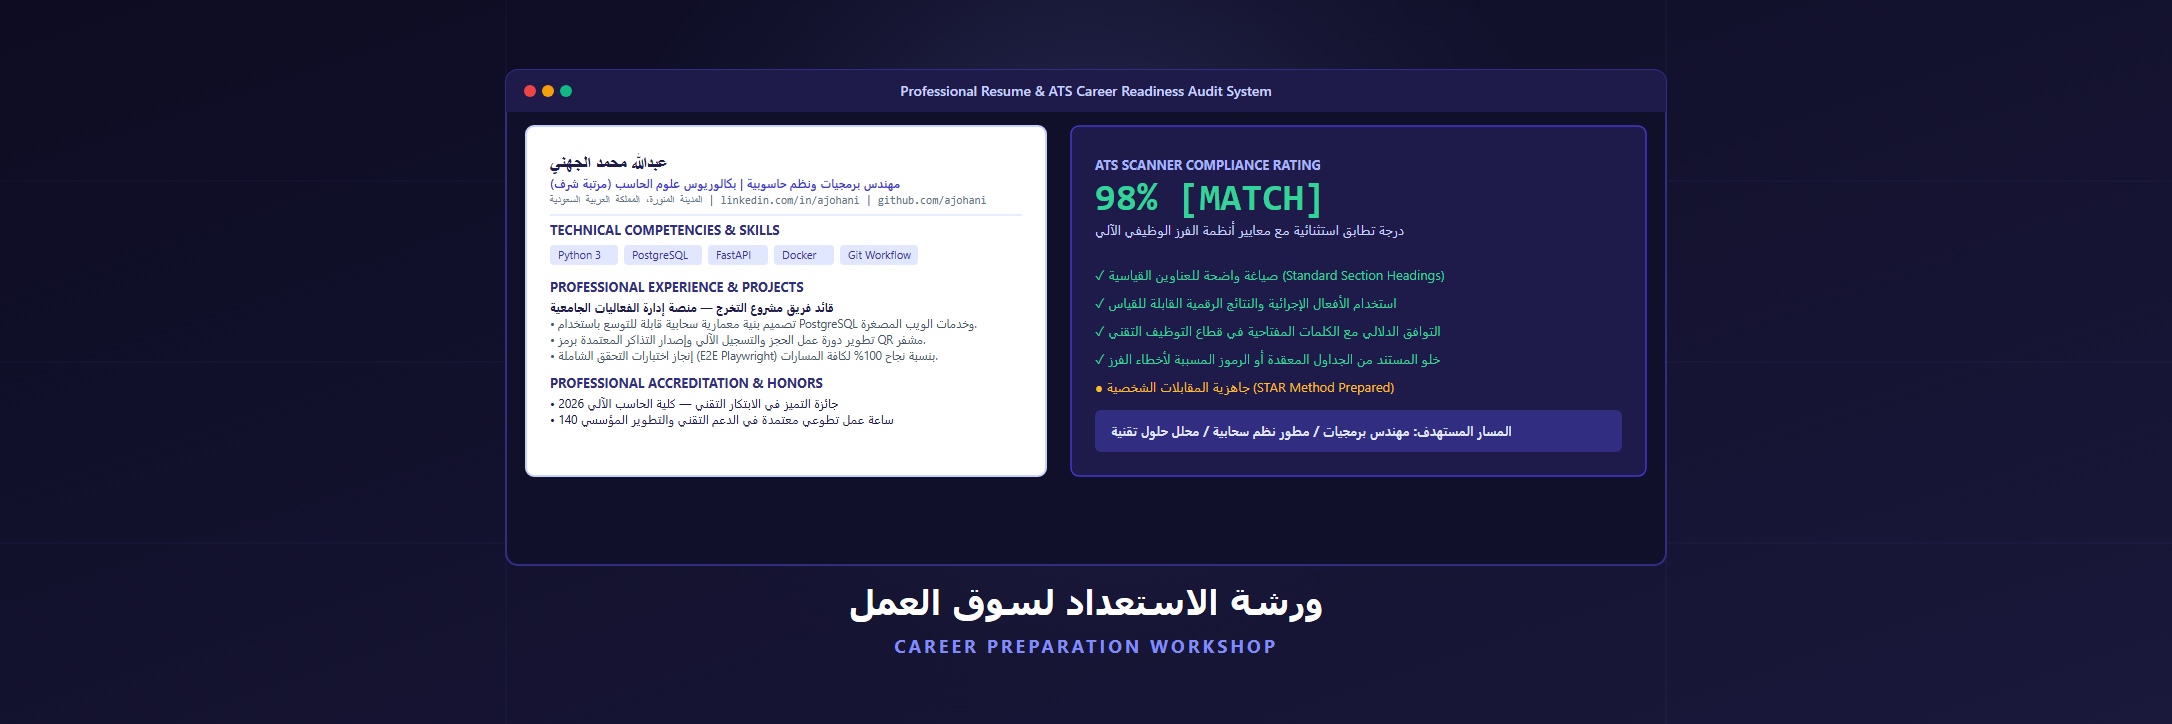 Professional Resume & ATS Career Readiness Audit System
عبدالله محمد الجهني
مهندس برمجيات ونظم حاسوبية | بكالوريوس علوم الحاسب (مرتبة شرف)
المدينة المنورة، المملكة العربية السعودية | linkedin.com/in/ajohani | github.com/ajohani
TECHNICAL COMPETENCIES & SKILLS
Python 3 PostgreSQL FastAPI Docker Git Workflow
PROFESSIONAL EXPERIENCE & PROJECTS
قائد فريق مشروع التخرج — منصة إدارة الفعاليات الجامعية
• تصميم بنية معمارية سحابية قابلة للتوسع باستخدام PostgreSQL وخدمات الويب المصغرة.
• تطوير دورة عمل الحجز والتسجيل الآلي وإصدار التذاكر المعتمدة برمز QR مشفر.
• إنجاز اختبارات التحقق الشاملة (E2E Playwright) بنسبة نجاح 100% لكافة المسارات.
PROFESSIONAL ACCREDITATION & HONORS
• جائزة التميز في الابتكار التقني — كلية الحاسب الآلي 2026
• 140 ساعة عمل تطوعي معتمدة في الدعم التقني والتطوير المؤسسي
ATS SCANNER COMPLIANCE RATING
98% [MATCH]
درجة تطابق استثنائية مع معايير أنظمة الفرز الوظيفي الآلي
✓ صياغة واضحة للعناوين القياسية (Standard Section Headings)
✓ استخدام الأفعال الإجرائية والنتائج الرقمية القابلة للقياس
✓ التوافق الدلالي مع الكلمات المفتاحية في قطاع التوظيف التقني
✓ خلو المستند من الجداول المعقدة أو الرموز المسببة لأخطاء الفرز
● جاهزية المقابلات الشخصية (STAR Method Prepared)
المسار المستهدف: مهندس برمجيات / مطور نظم سحابية / محلل حلول تقنية
ورشة الاستعداد لسوق العمل
CAREER PREPARATION WORKSHOP